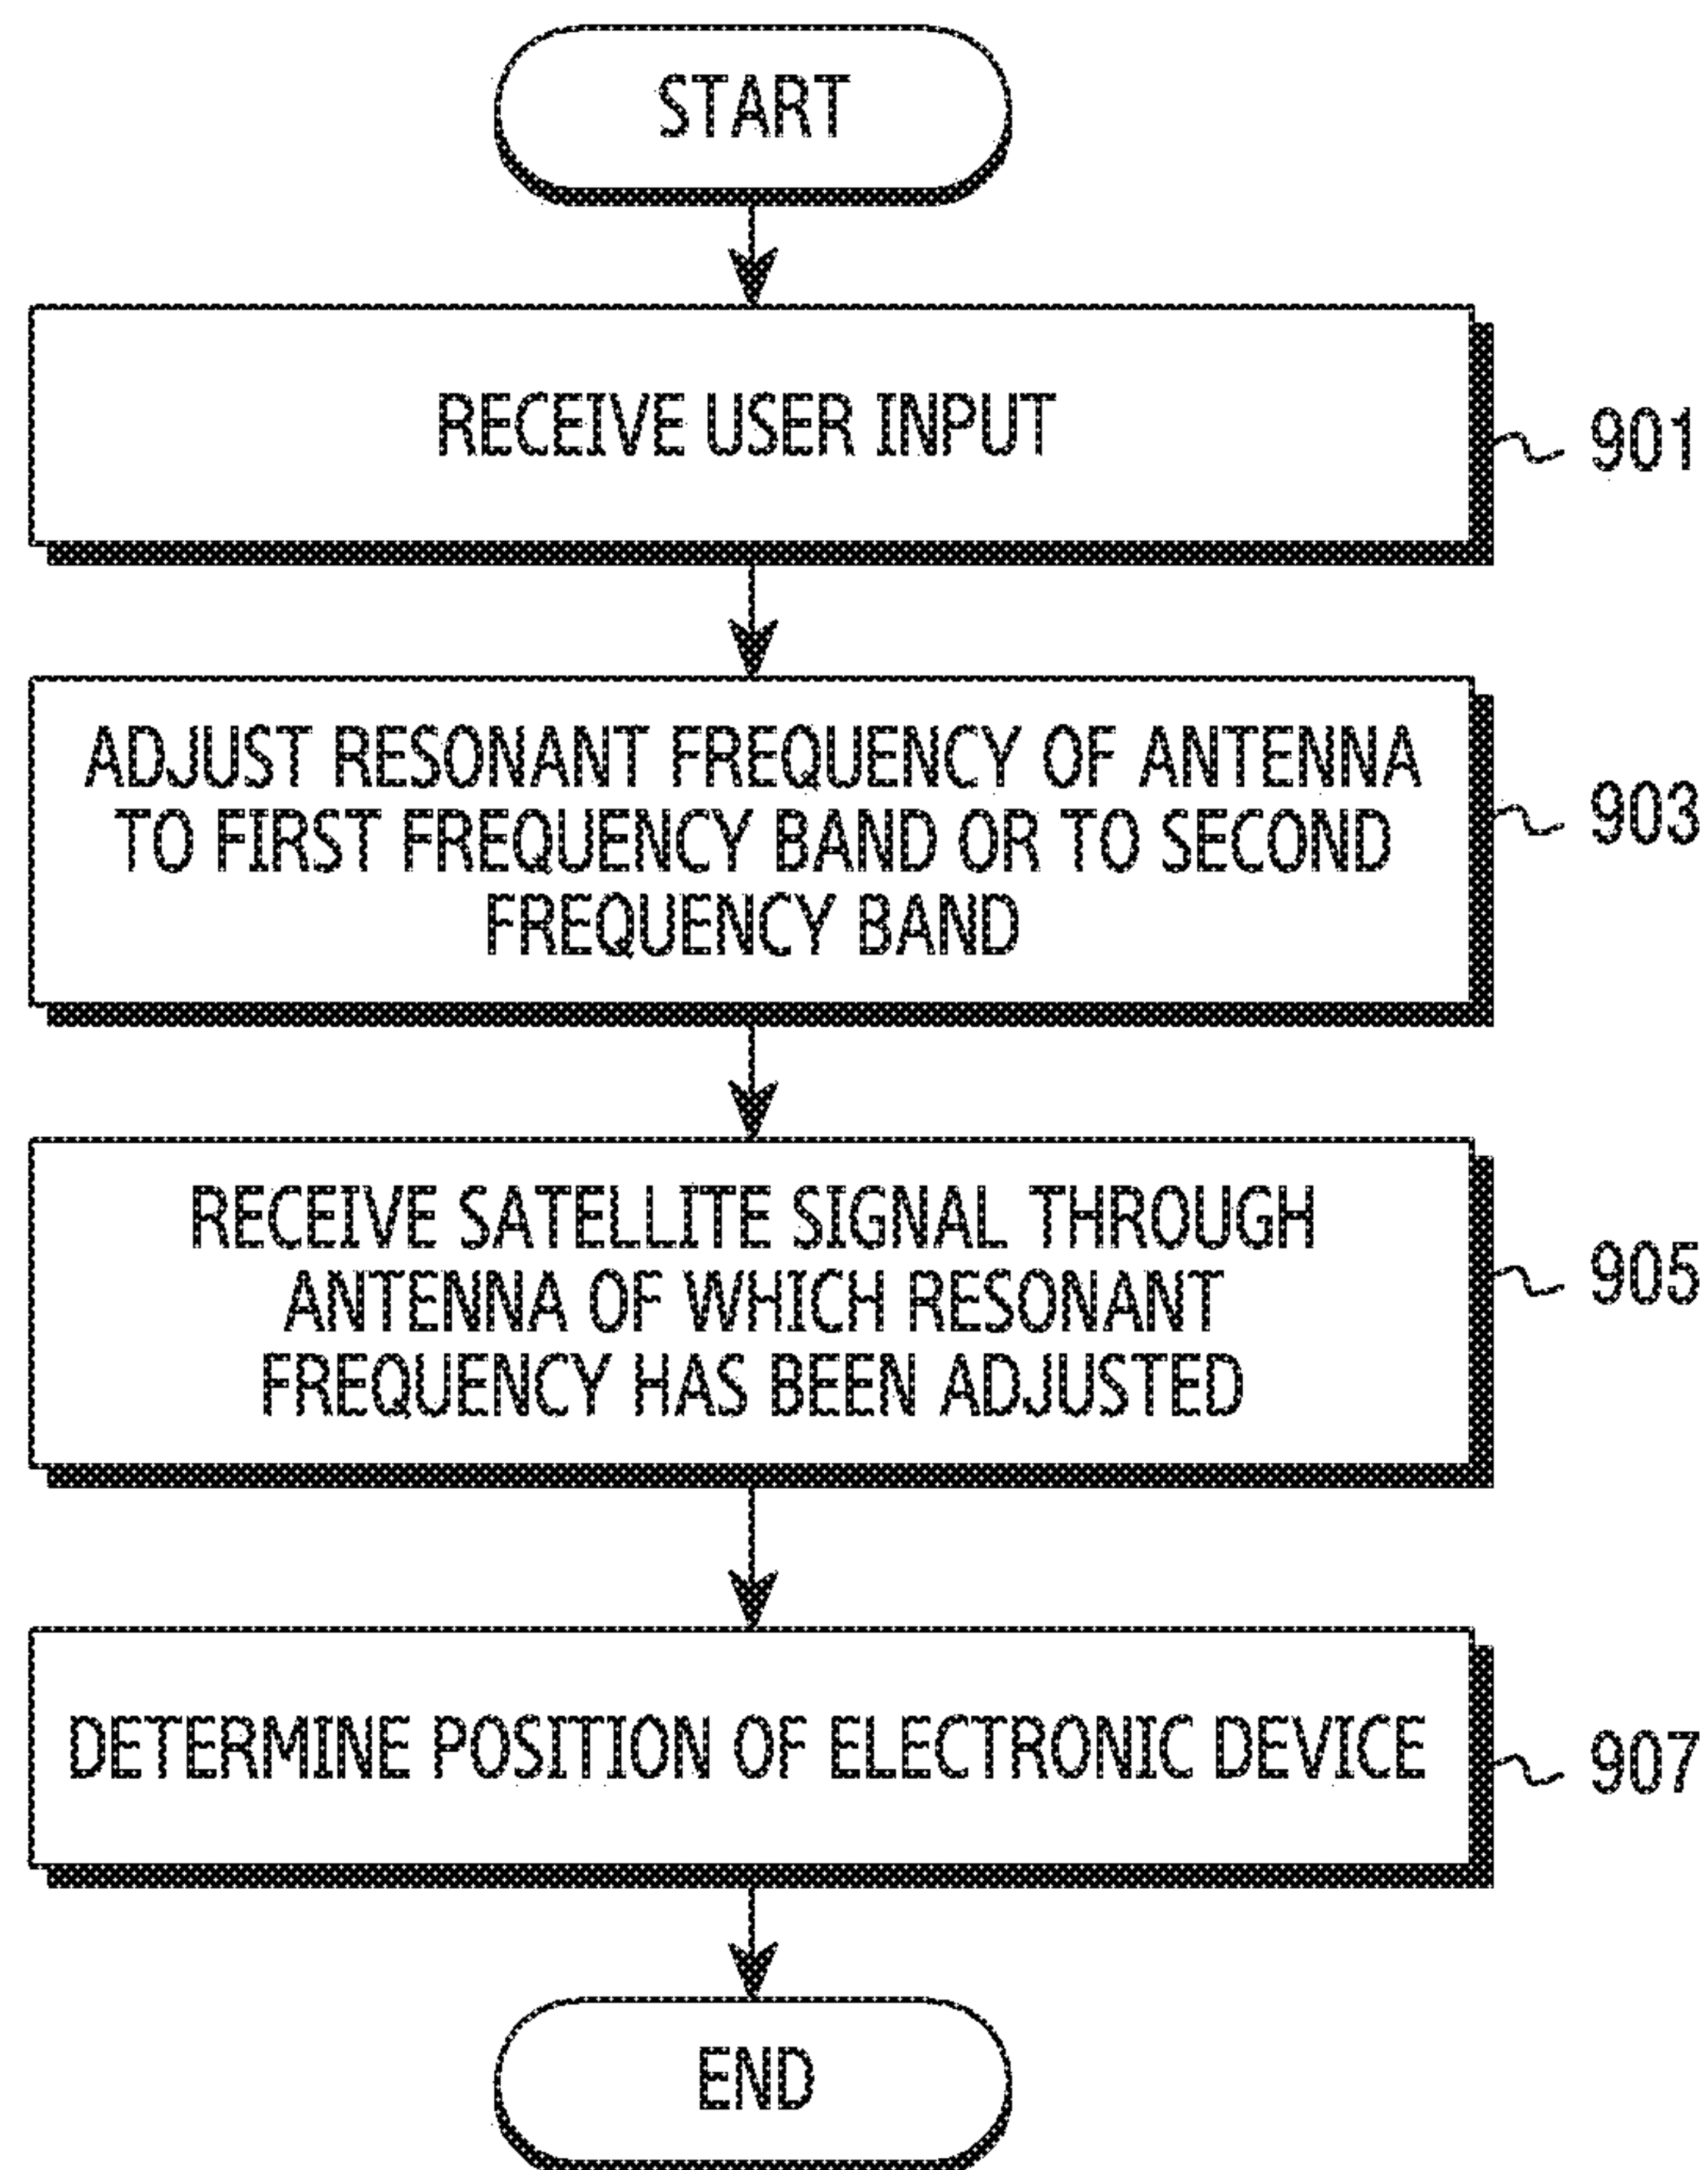 START
RECEIVE USER INPUT
901
ADJUST RESONANT FREQUENCY OF ANTENNA
TO FIRST FREQUENCY BAND OR TO SECOND
FREQUENCY BAND
903
RECEIVE SATELLITE SIGNAL THROUGH
ANTENNA OF WHICH RESONANT
FREQUENCY HAS BEEN ADJUSTED
905
DETERMINE POSITION OF ELECTRONIC DEVICE
907
END